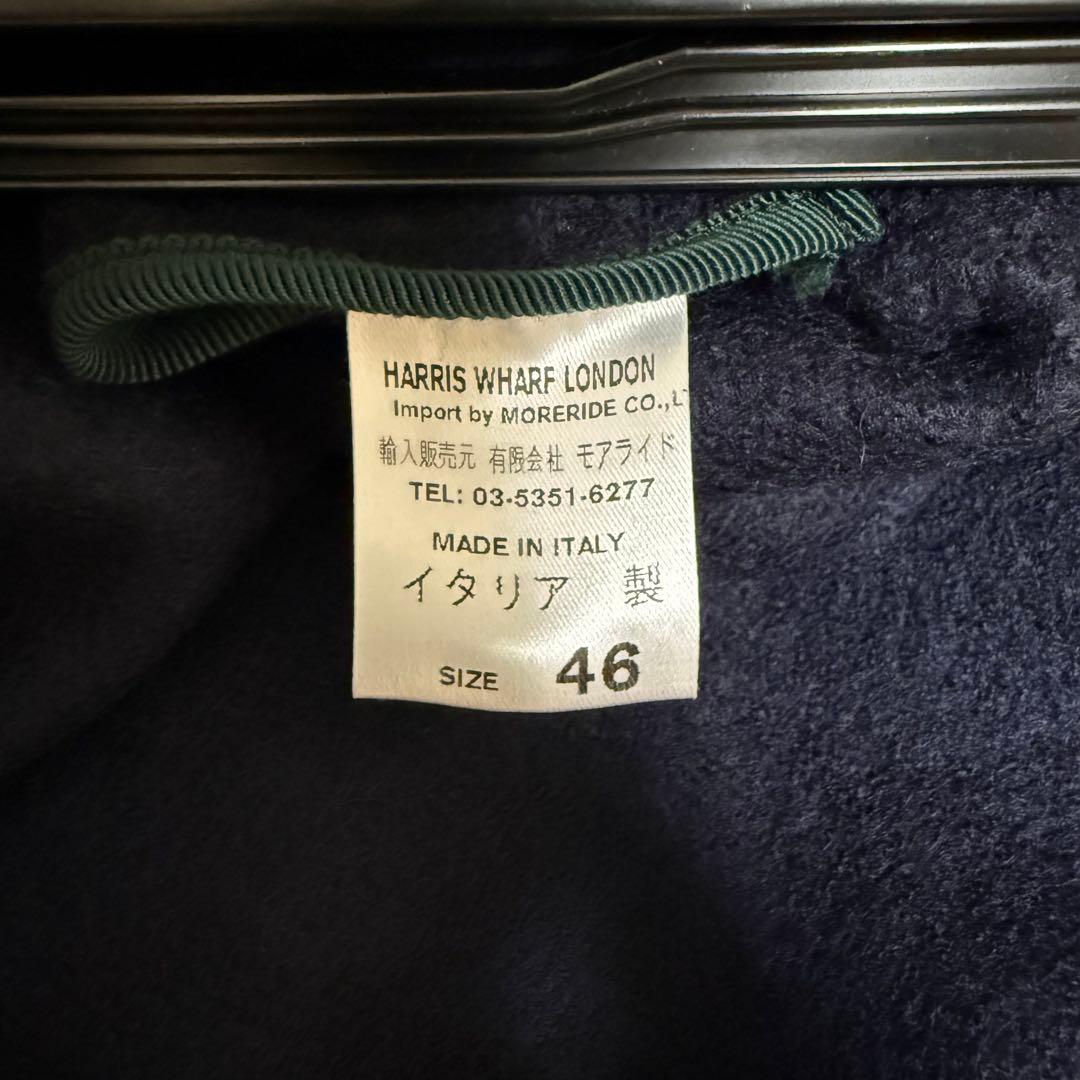 HARRIS WHARF LONDON
Import by MORERIDE CO.,L
輸入販売元 有限会社 モアライド
TEL: 03-5351-6277
MADE IN ITALY
イタリア 製
SIZE 46